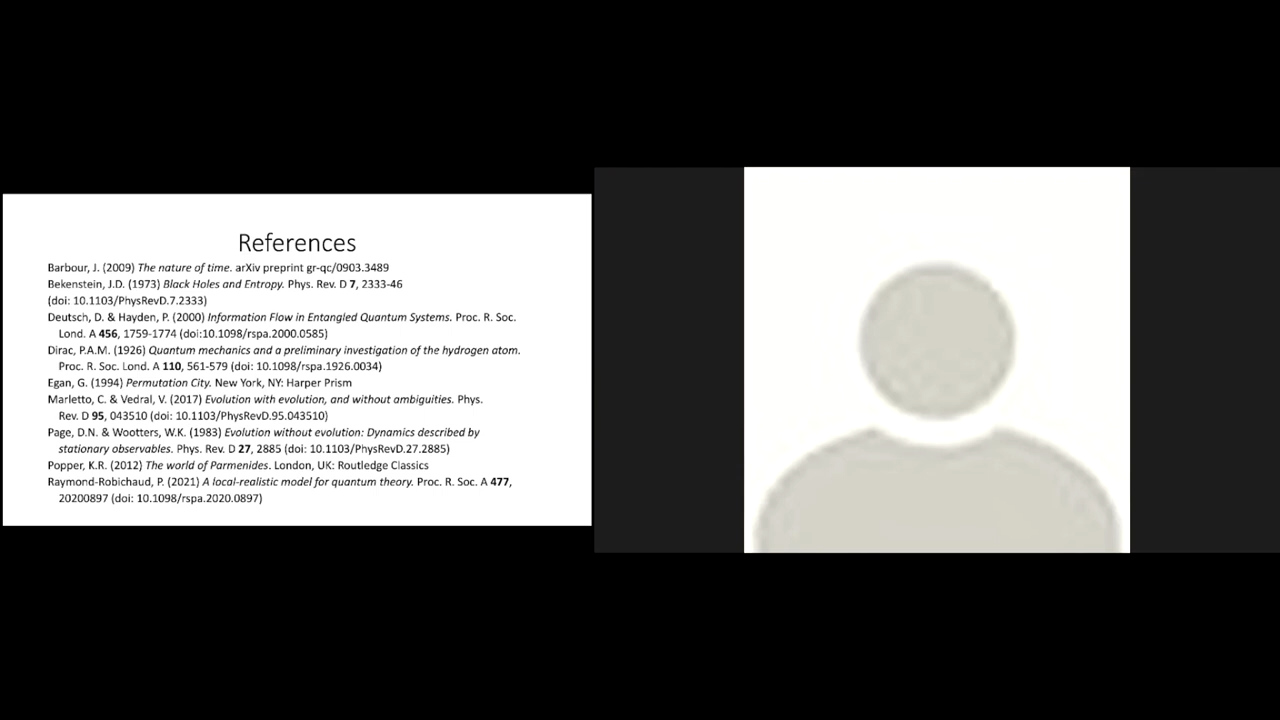 References
Barbour, J. (2009) The nature of time. arXiv preprint gr-qc/0903.3489
Bekenstein, J.D. (1973) Black Holes and Entropy. Phys. Rev. D 7, 2333-46
(doi: 10.1103/PhysRevD.7.2333)
Deutsch, D. & Hayden, P. (2000) Information Flow in Entangled Quantum Systems. Proc. R. Soc.
Lond. A 456, 1759-1774 (doi:10.1098/rspa.2000.0585)
Dirac, P.A.M. (1926) Quantum mechanics and a preliminary investigation of the hydrogen atom.
Proc. R. Soc. Lond. A 110, 561-579 (doi: 10.1098/rspa.1926.0034)
Egan, G. (1994) Permutation City. New York, NY: Harper Prism
Marletto, C. & Vedral, V. (2017) Evolution with evolution, and without ambiguities. Phys.
Rev. D 95, 043510 (doi: 10.1103/PhysRevD.95.043510)
Page, D.N. & Wootters, W.K. (1983) Evolution without evolution: Dynamics described by
stationary observables. Phys. Rev. D 27, 2885 (doi: 10.1103/PhysRevD.27.2885)
Popper, K.R. (2012) The world of Parmenides. London, UK: Routledge Classics
Raymond-Robichaud, P. (2021) A local-realistic model for quantum theory. Proc. R. Soc. A 477,
20200897 (doi: 10.1098/rspa.2020.0897)